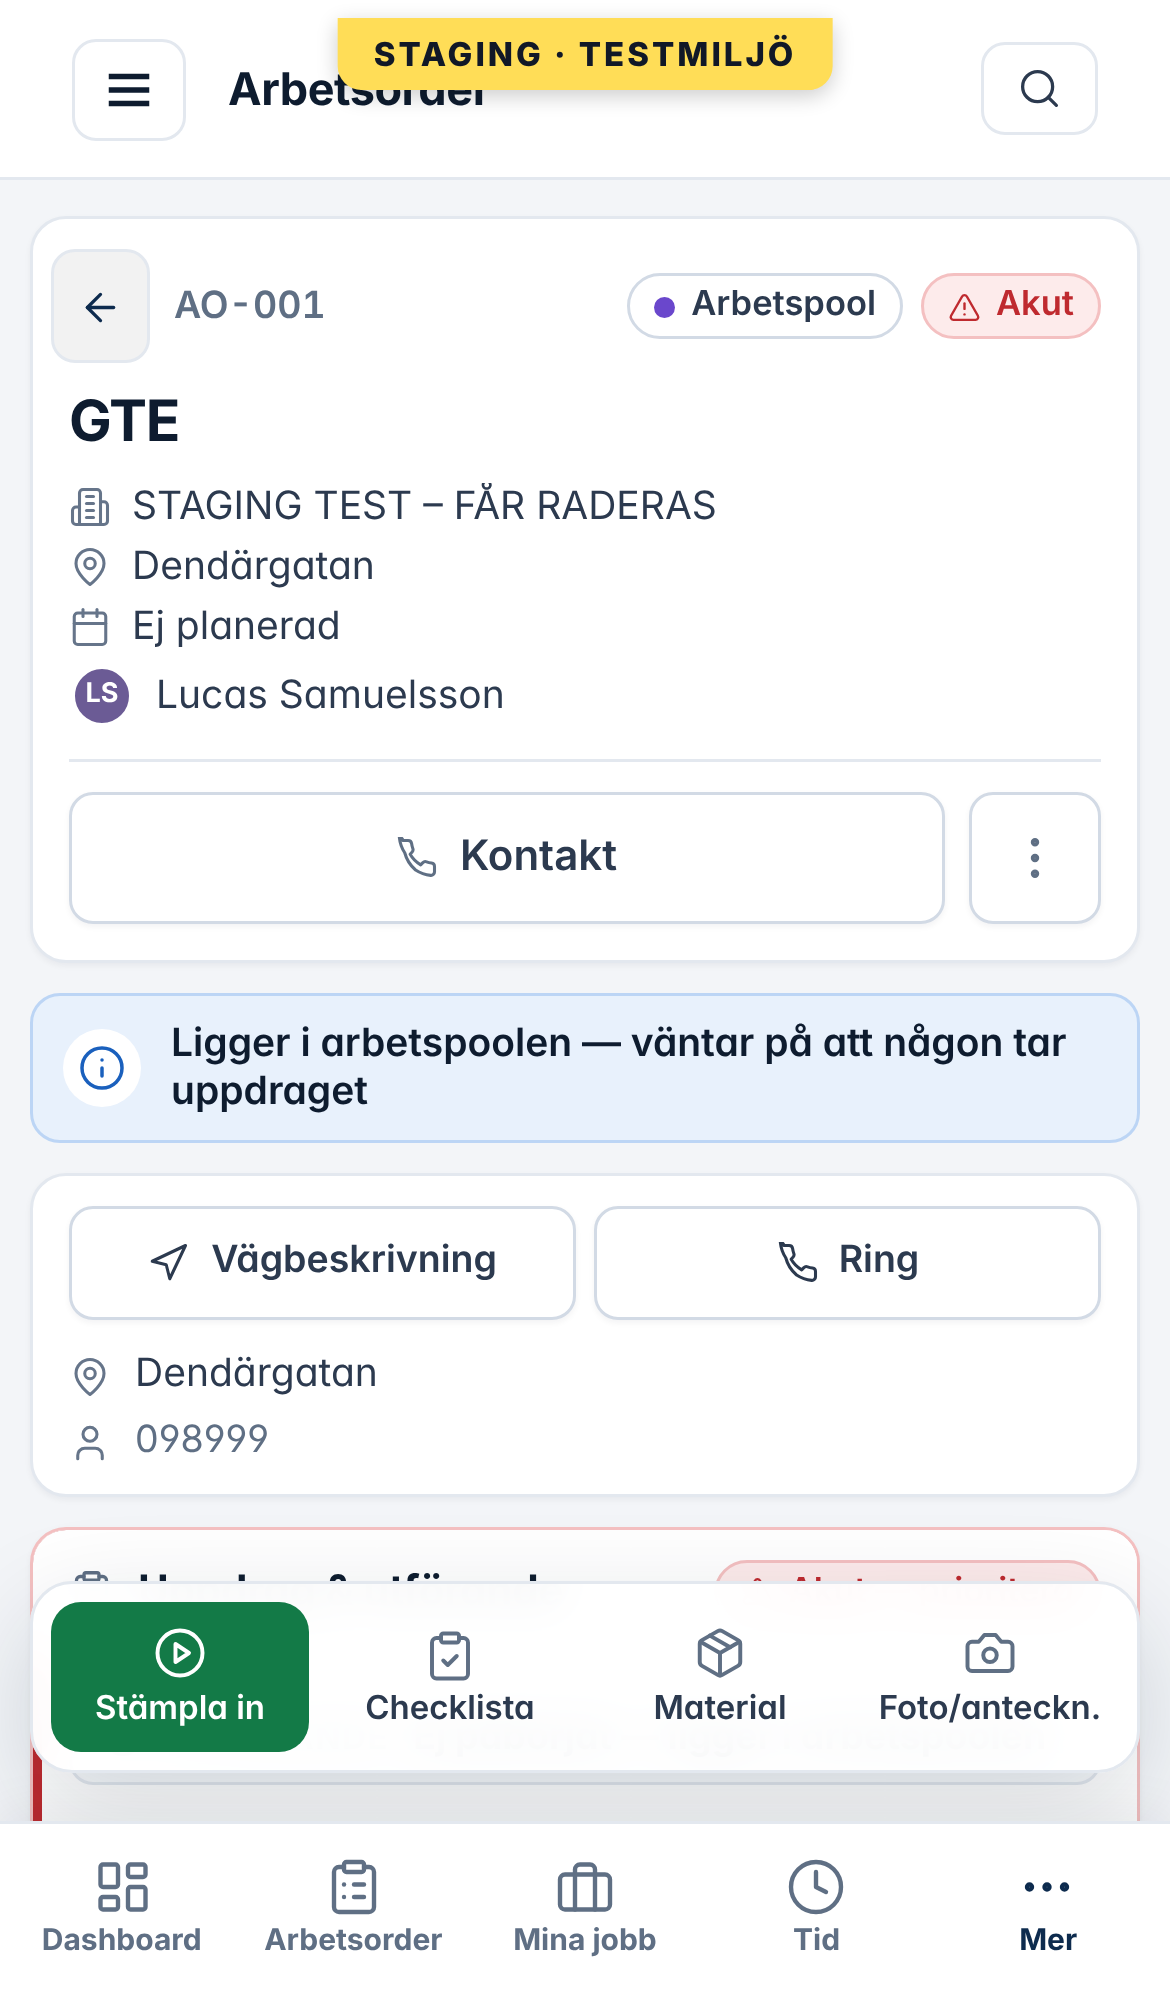 STAGING · TESTMILJÖ
Arbetsorder
AO-001
Arbetspool
Akut
GTE
STAGING TEST – FÅR RADERAS
Dendärgatan
Ej planerad
LS
Lucas Samuelsson
Kontakt
Ligger i arbetspoolen — väntar på att någon tar
uppdraget
Vägbeskrivning
Ring
Dendärgatan
098999
Stämpla in
Checklista
Material
Foto/anteckn.
Dashboard
Arbetsorder
Mina jobb
Tid
Mer